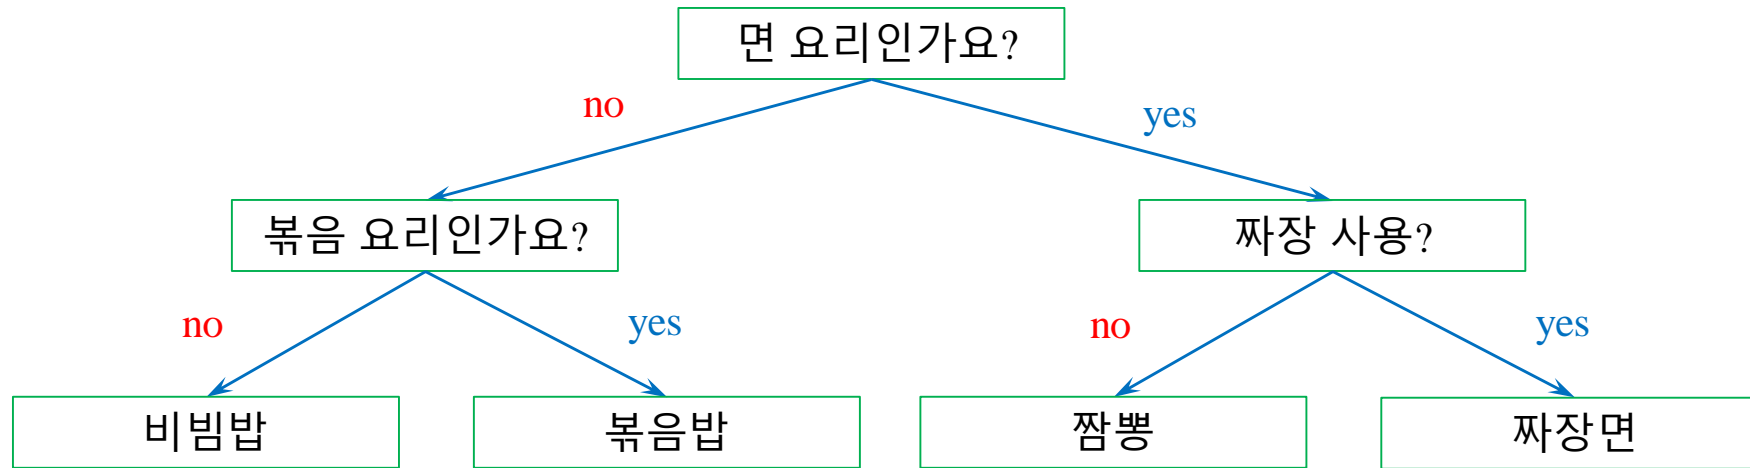 면 요리인가요?
no
yes
볶음 요리인가요?
짜장 사용?
no
yes
no
yes
비빔밥
볶음밥
짬뽕
짜장면